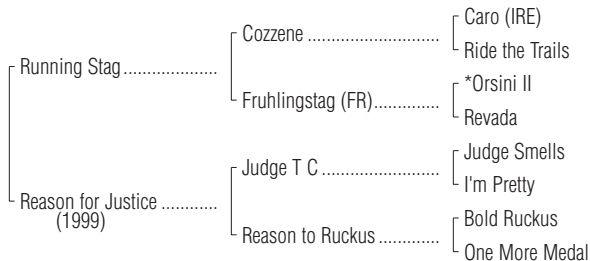 Caro (IRE)
Cozzene ............................
Ride the Trails
Running Stag....................
*Orsini II
Fruhlingstag (FR)..............
Revada
Judge Smells
Judge T C .........................
I'm Pretty
Reason for Justice ............
(1999)
Bold Ruckus
Reason to Ruckus .............
One More Medal